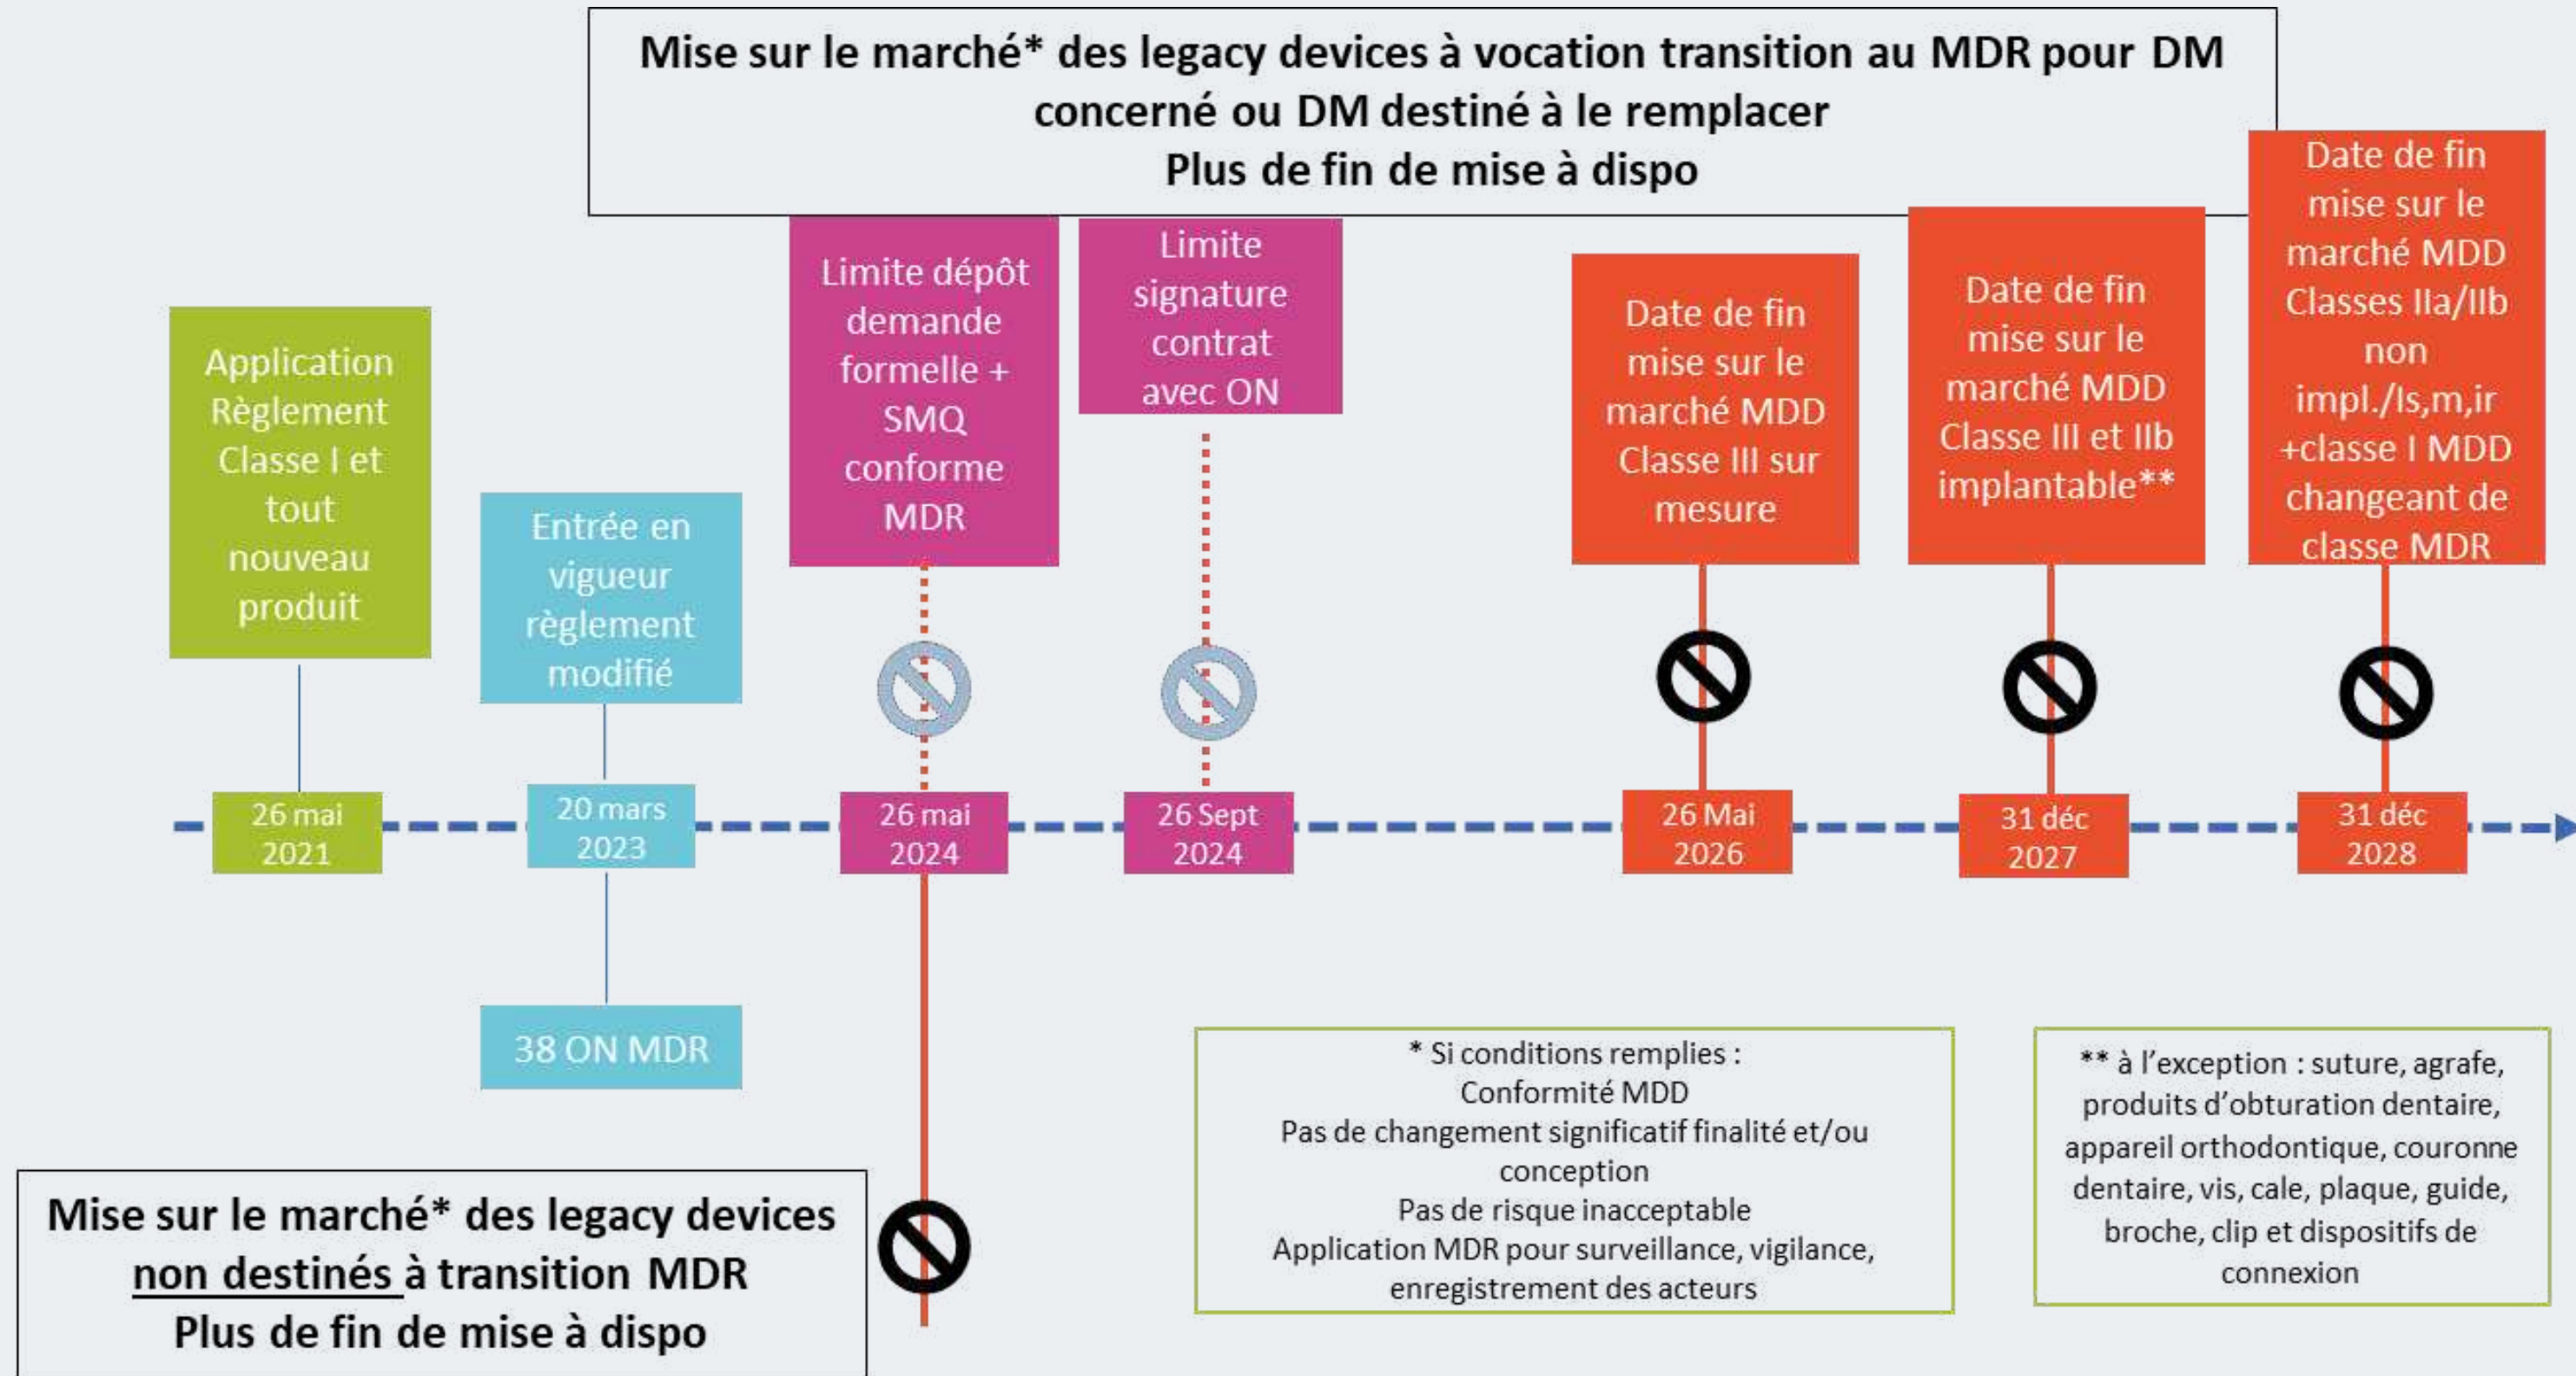 Mise sur le marché* des legacy devices à vocation transition au MDR pour DM
concerné ou DM destiné à le remplacer
Plus de fin de mise à dispo
Application
Règlement
Classe I et
tout
nouveau
produit
Entrée en
vigueur
règlement
modifié
Limite dépôt
demande
formelle +
SMQ
conforme
MDR
Limite
signature
contrat
avec ON
Date de fin
mise sur le
marché MDD
Classe III sur
mesure
Date de fin
mise sur le
marché MDD
Classe III et IIb
implantable**
Date de fin
mise sur le
marché MDD
Classes IIa/IIb
non
impl./Is,m,ir
+classe I MDD
changeant de
classe MDR
26 mai
2021
20 mars
2023
26 mai
2024
26 Sept
2024
26 Mai
2026
31 déc
2027
31 déc
2028
38 ON MDR
Mise sur le marché* des legacy devices
non destinés à transition MDR
Plus de fin de mise à dispo
* Si conditions remplies :
Conformité MDD
Pas de changement significatif finalité et/ou
conception
Pas de risque inacceptable
Application MDR pour surveillance, vigilance,
enregistrement des acteurs
** à l'exception : suture, agrafe,
produits d'obturation dentaire,
appareil orthodontique, couronne
dentaire, vis, cale, plaque, guide,
broche, clip et dispositifs de
connexion